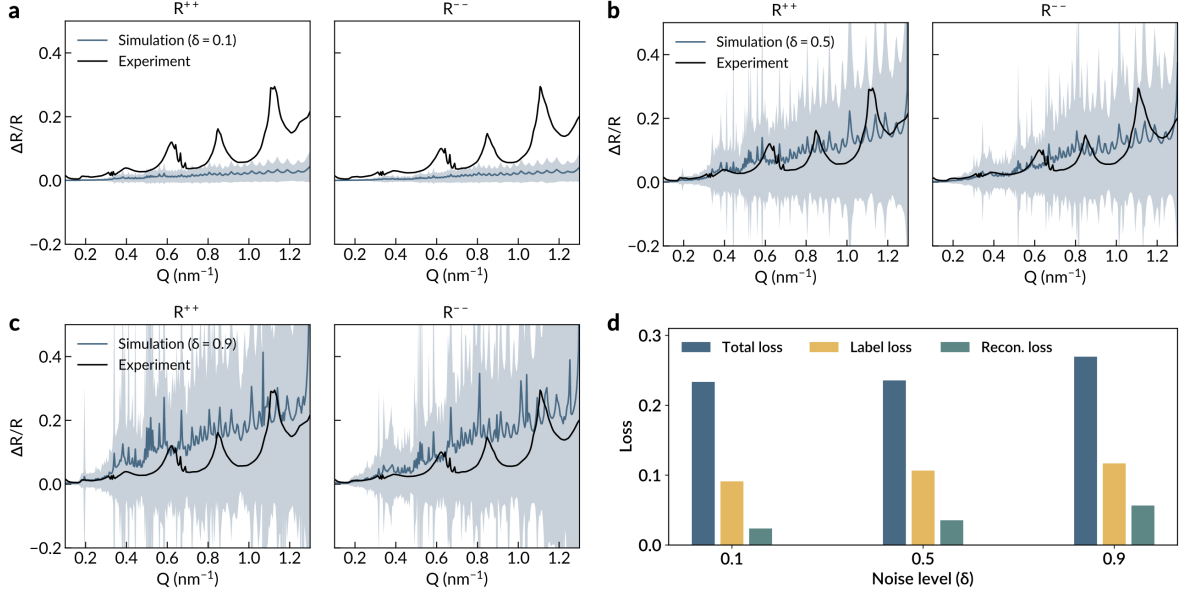 a
R⁺⁺
R⁻⁻
Simulation (δ = 0.1)
Experiment
ΔR/R
0.4
0.2
0.0
−0.2
0.2 0.4 0.6 0.8 1.0 1.2
Q (nm⁻¹)
0.2 0.4 0.6 0.8 1.0 1.2
Q (nm⁻¹)
b
R⁺⁺
R⁻⁻
Simulation (δ = 0.5)
Experiment
ΔR/R
0.4
0.2
0.0
−0.2
0.2 0.4 0.6 0.8 1.0 1.2
Q (nm⁻¹)
0.2 0.4 0.6 0.8 1.0 1.2
Q (nm⁻¹)
c
R⁺⁺
R⁻⁻
Simulation (δ = 0.9)
Experiment
ΔR/R
0.4
0.2
0.0
−0.2
0.2 0.4 0.6 0.8 1.0 1.2
Q (nm⁻¹)
0.2 0.4 0.6 0.8 1.0 1.2
Q (nm⁻¹)
d
Total loss Label loss Recon. loss
Loss
0.3
0.2
0.1
0.0
0.1 0.5 0.9
Noise level (δ)